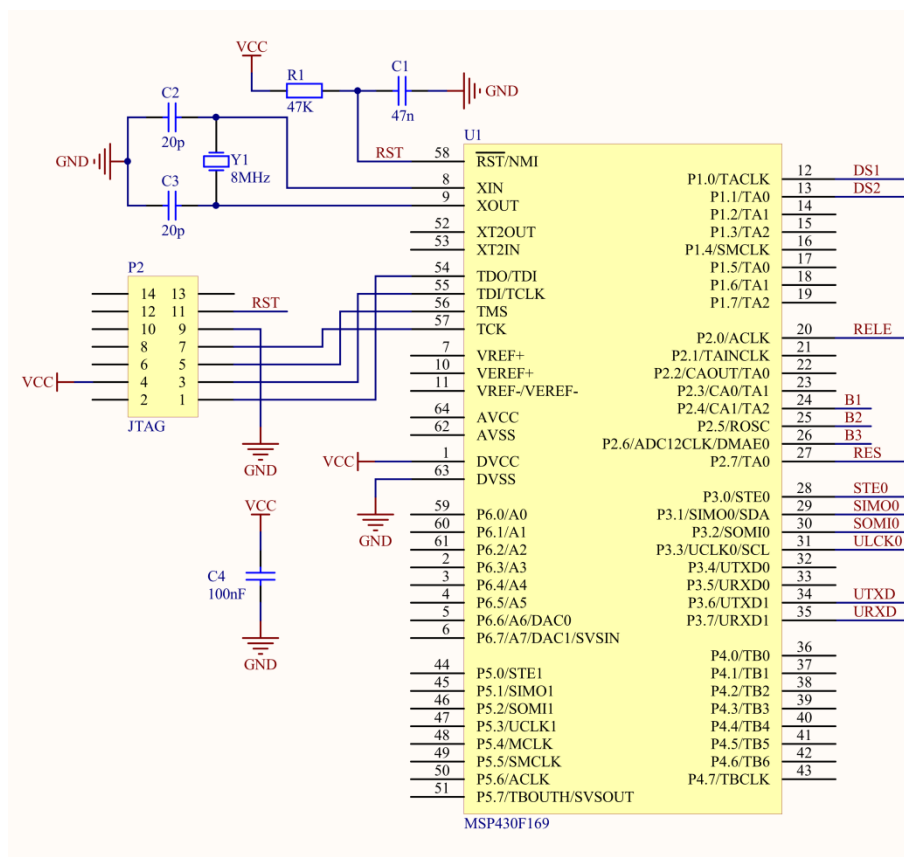 VCC
R1
47K
C1
47n
GND
C2
20p
GND
Y1
8MHz
C3
20p
RST
U1
58 RST/NMI
8 XIN
9 XOUT
52 XT2OUT
53 XT2IN
54 TDO/TDI
55 TDI/TCLK
56 TMS
57 TCK
7 VREF+
10 VEREF+
11 VREF-/VEREF-
64 AVCC
62 AVSS
VCC 1 DVCC
63 DVSS
GND
59 P6.0/A0
60 P6.1/A1
61 P6.2/A2
2 P6.3/A3
3 P6.4/A4
4 P6.5/A5
5 P6.6/A6/DAC0
6 P6.7/A7/DAC1/SVSIN
44 P5.0/STE1
45 P5.1/SIMO1
46 P5.2/SOMI1
47 P5.3/UCLK1
48 P5.4/MCLK
49 P5.5/SMCLK
50 P5.6/ACLK
51 P5.7/TBOUTH/SVSOUT
MSP430F169
P1.0/TACLK 12 DS1
P1.1/TA0 13 DS2
P1.2/TA1 14
P1.3/TA2 15
P1.4/SMCLK 16
P1.5/TA0 17
P1.6/TA1 18
P1.7/TA2 19
P2.0/ACLK 20 RELE
P2.1/TAINCLK 21
P2.2/CAOUT/TA0 22
P2.3/CA0/TA1 23
P2.4/CA1/TA2 24 B1
P2.5/ROSC 25 B2
P2.6/ADC12CLK/DMAE0 26 B3
P2.7/TA0 27 RES
P3.0/STE0 28 STE0
P3.1/SIMO0/SDA 29 SIMO0
P3.2/SOMI0 30 SOMI0
P3.3/UCLK0/SCL 31 ULCK0
P3.4/UTXD0 32
P3.5/URXD0 33
P3.6/UTXD1 34 UTXD
P3.7/URXD1 35 URXD
P4.0/TB0 36
P4.1/TB1 37
P4.2/TB2 38
P4.3/TB3 39
P4.4/TB4 40
P4.5/TB5 41
P4.6/TB6 42
P4.7/TBCLK 43
P2
14 13
12 11 RST
10 9
8 7
6 5
VCC 4 3
2 1
JTAG
GND
VCC
C4
100nF
GND